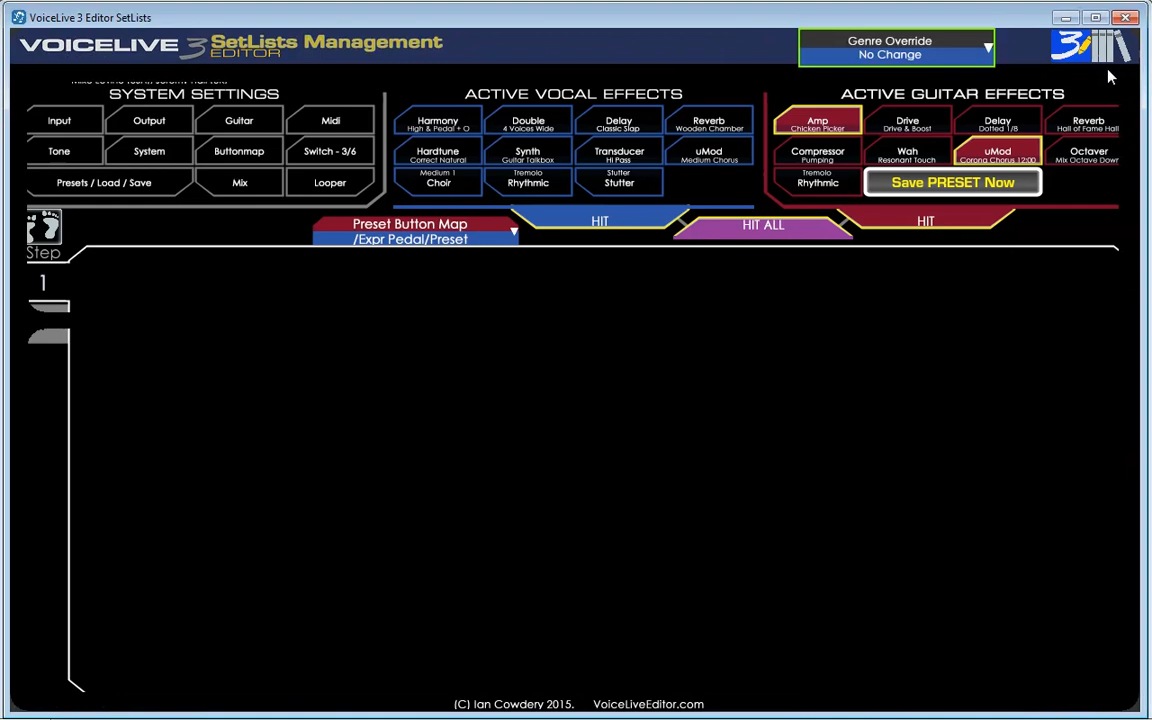 VoiceLive 3 Editor SetLists
VOICELIVE 3 SetLists Management
EDITOR
Genre Override
No Change
3
SYSTEM SETTINGS
ACTIVE VOCAL EFFECTS
ACTIVE GUITAR EFFECTS
Input
Output
Guitar
Midi
Tone
System
Buttonmap
Switch - 3/6
Presets / Load / Save
Mix
Looper
Harmony
High & Pedal + O
Double
4 Voices Wide
Delay
Classic Slap
Reverb
Wooden Chamber
Hardtune
Correct Natural
Synth
Guitar Talkbox
Transducer
Hi Pass
uMod
Medium Chorus
Medium 1
Choir
Tremolo
Rhythmic
Stutter
Stutter
Amp
Chicken Picker
Drive
Drive & Boost
Delay
Dotted 1/8
Reverb
Hall of Fame Hall
Compressor
Pumping
Wah
Resonant Touch
uMod
Corona Chorus 12:00
Octaver
Mix Octave Down
Tremolo
Rhythmic
Save PRESET Now
Preset Button Map
/Expr Pedal/Preset
HIT
HIT ALL
HIT
Step
1
(C) Ian Cowdery 2015. VoiceLiveEditor.com